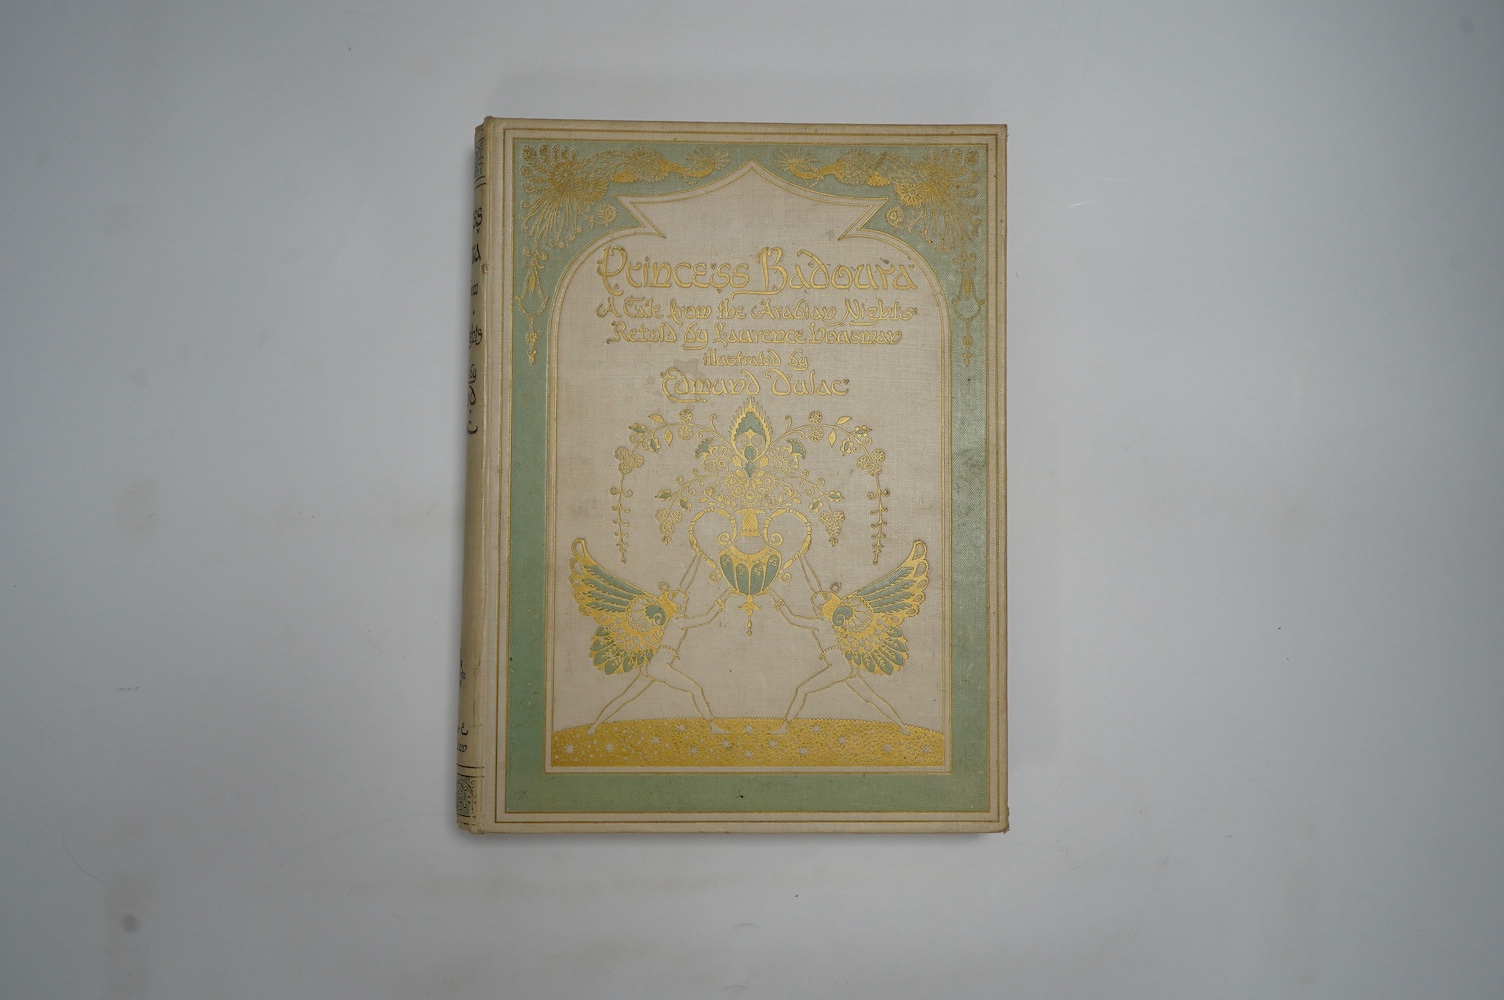 Princess Badoura
A Tale from the Arabian Nights
Retold by Laurence Housman
illustrated by
Edmund Dulac